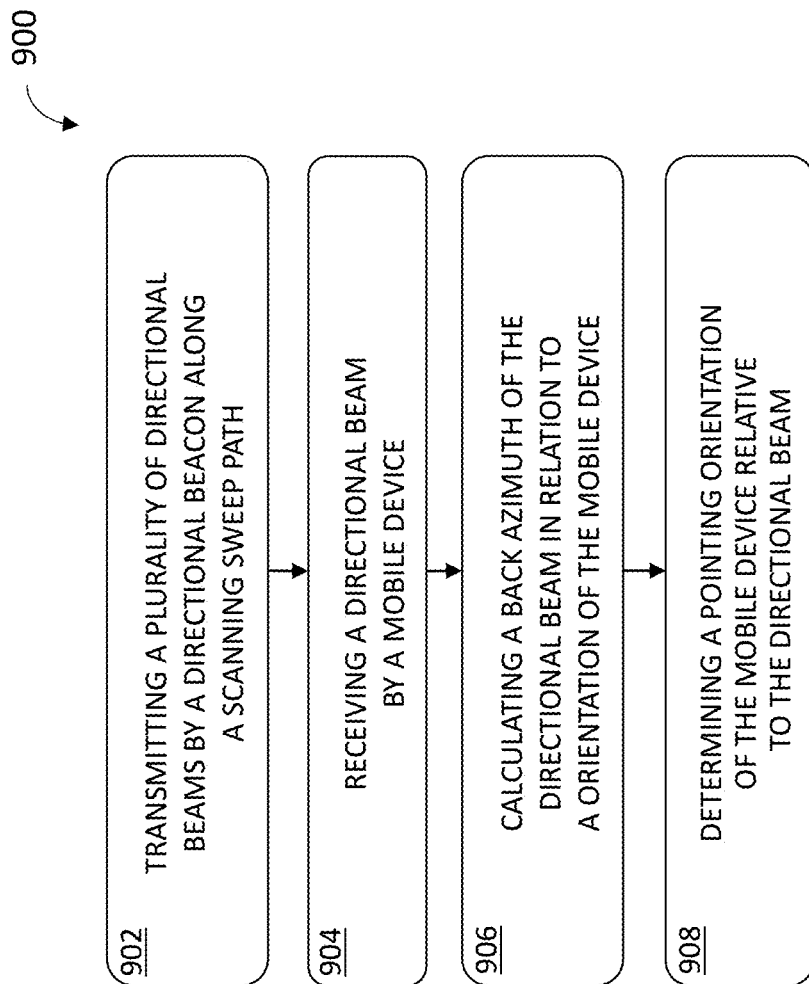 900
902
TRANSMITTING A PLURALITY OF DIRECTIONAL
BEAMS BY A DIRECTIONAL BEACON ALONG
A SCANNING SWEEP PATH
904
RECEIVING A DIRECTIONAL BEAM
BY A MOBILE DEVICE
906
CALCULATING A BACK AZIMUTH OF THE
DIRECTIONAL BEAM IN RELATION TO
A ORIENTATION OF THE MOBILE DEVICE
908
DETERMINING A POINTING ORIENTATION
OF THE MOBILE DEVICE RELATIVE
TO THE DIRECTIONAL BEAM